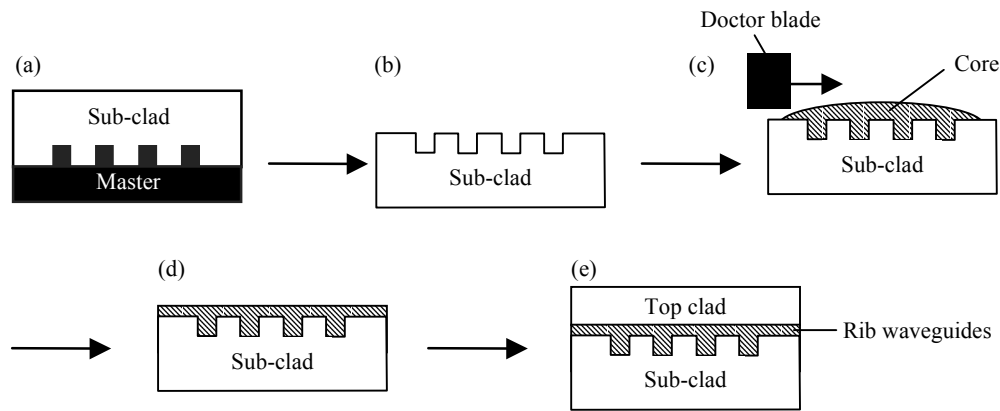 Doctor blade
(a)
(b)
(c)
Core
Sub-clad
Master
Sub-clad
Sub-clad
(d)
(e)
Top clad
Rib waveguides
Sub-clad
Sub-clad